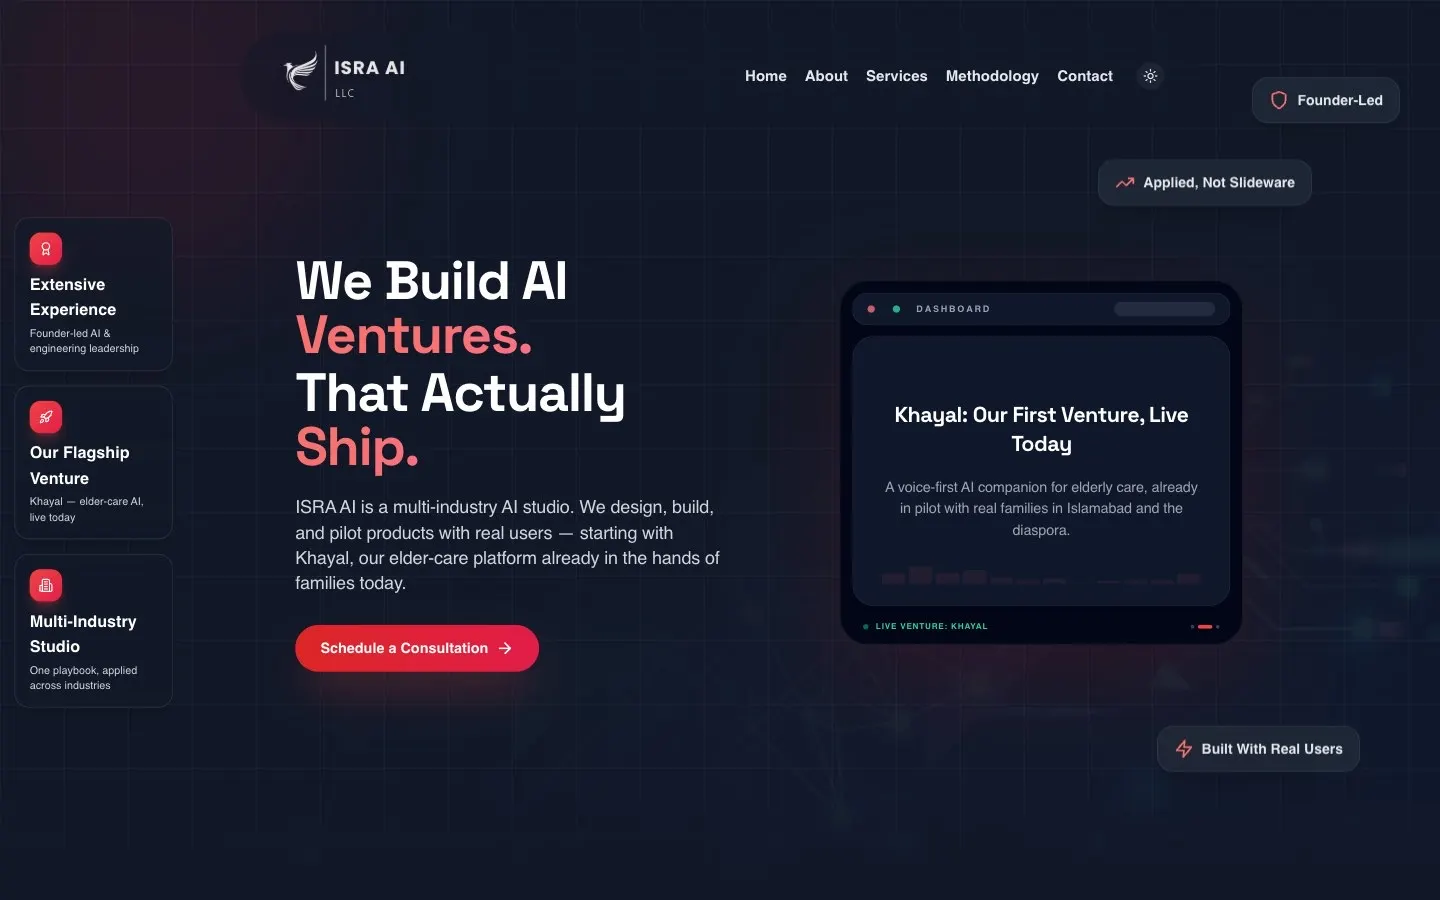 ISRA AI
LLC
Home About Services Methodology Contact
Founder-Led
Applied, Not Slideware
Extensive
Experience
Founder-led AI &
engineering leadership
Our Flagship
Venture
Khayal — elder-care AI,
live today
Multi-Industry
Studio
One playbook, applied
across industries
We Build AI
Ventures.
That Actually
Ship.
ISRA AI is a multi-industry AI studio. We design, build,
and pilot products with real users — starting with
Khayal, our elder-care platform already in the hands of
families today.
Schedule a Consultation
DASHBOARD
Khayal: Our First Venture, Live
Today
A voice-first AI companion for elderly care, already
in pilot with real families in Islamabad and the
diaspora.
LIVE VENTURE: KHAYAL
Built With Real Users